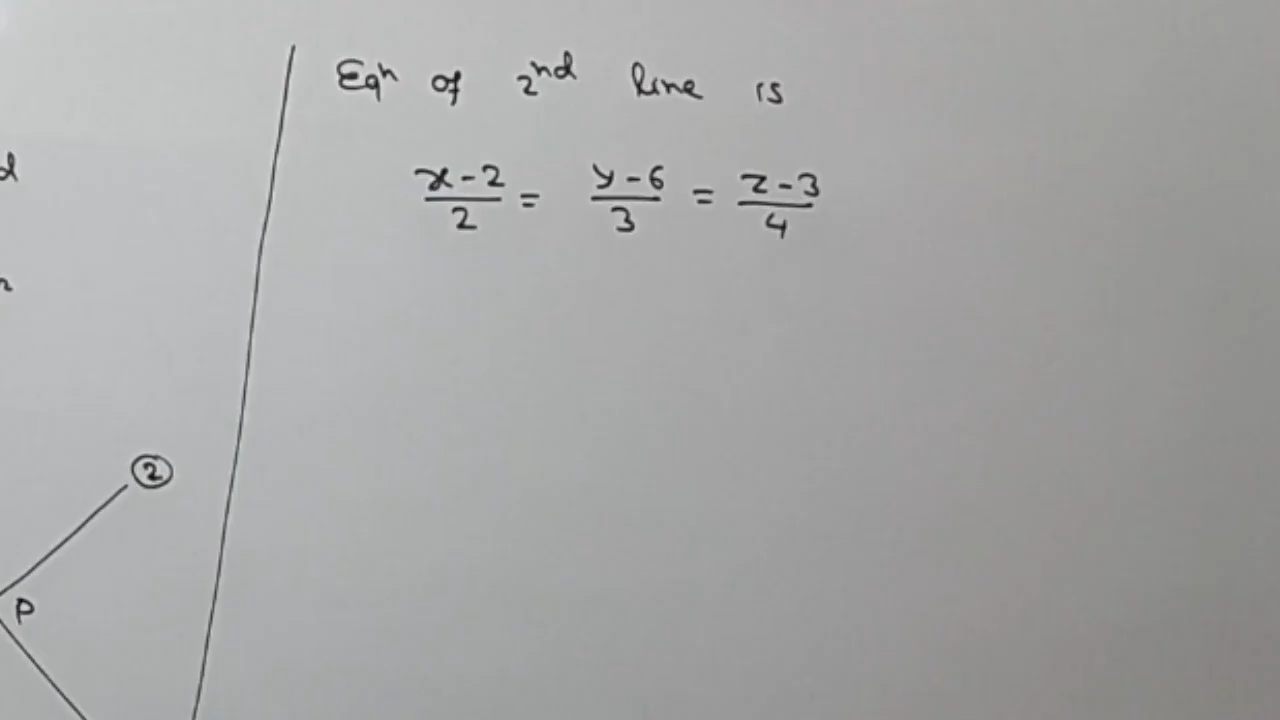 Eqn of 2nd line is
x-2/2 = y-6/3 = z-3/4
2
P